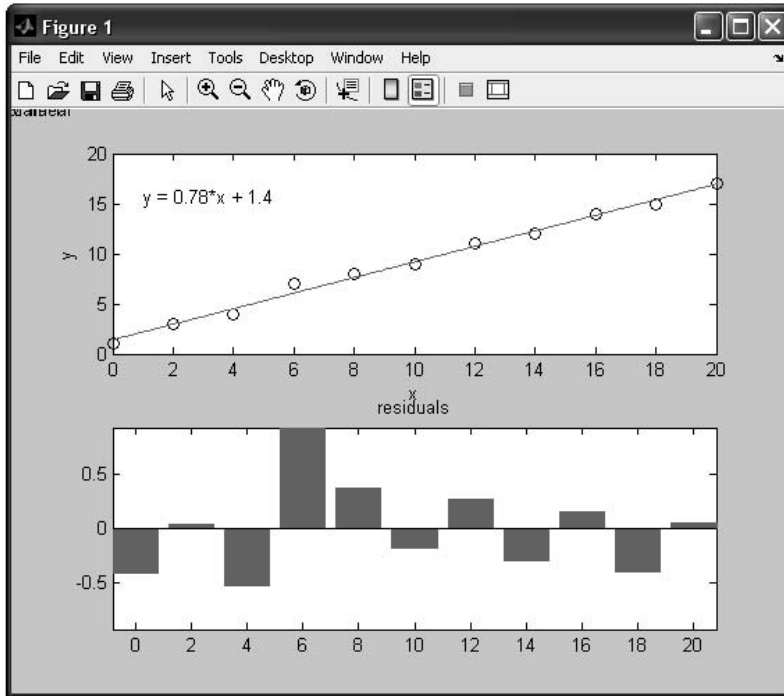 Figure 1
File Edit View Insert Tools Desktop Window Help
20
15
10
5
0
y
y = 0.78*x + 1.4
0 2 4 6 8 10 12 14 16 18 20
x
residuals
0.5
0
-0.5
0 2 4 6 8 10 12 14 16 18 20